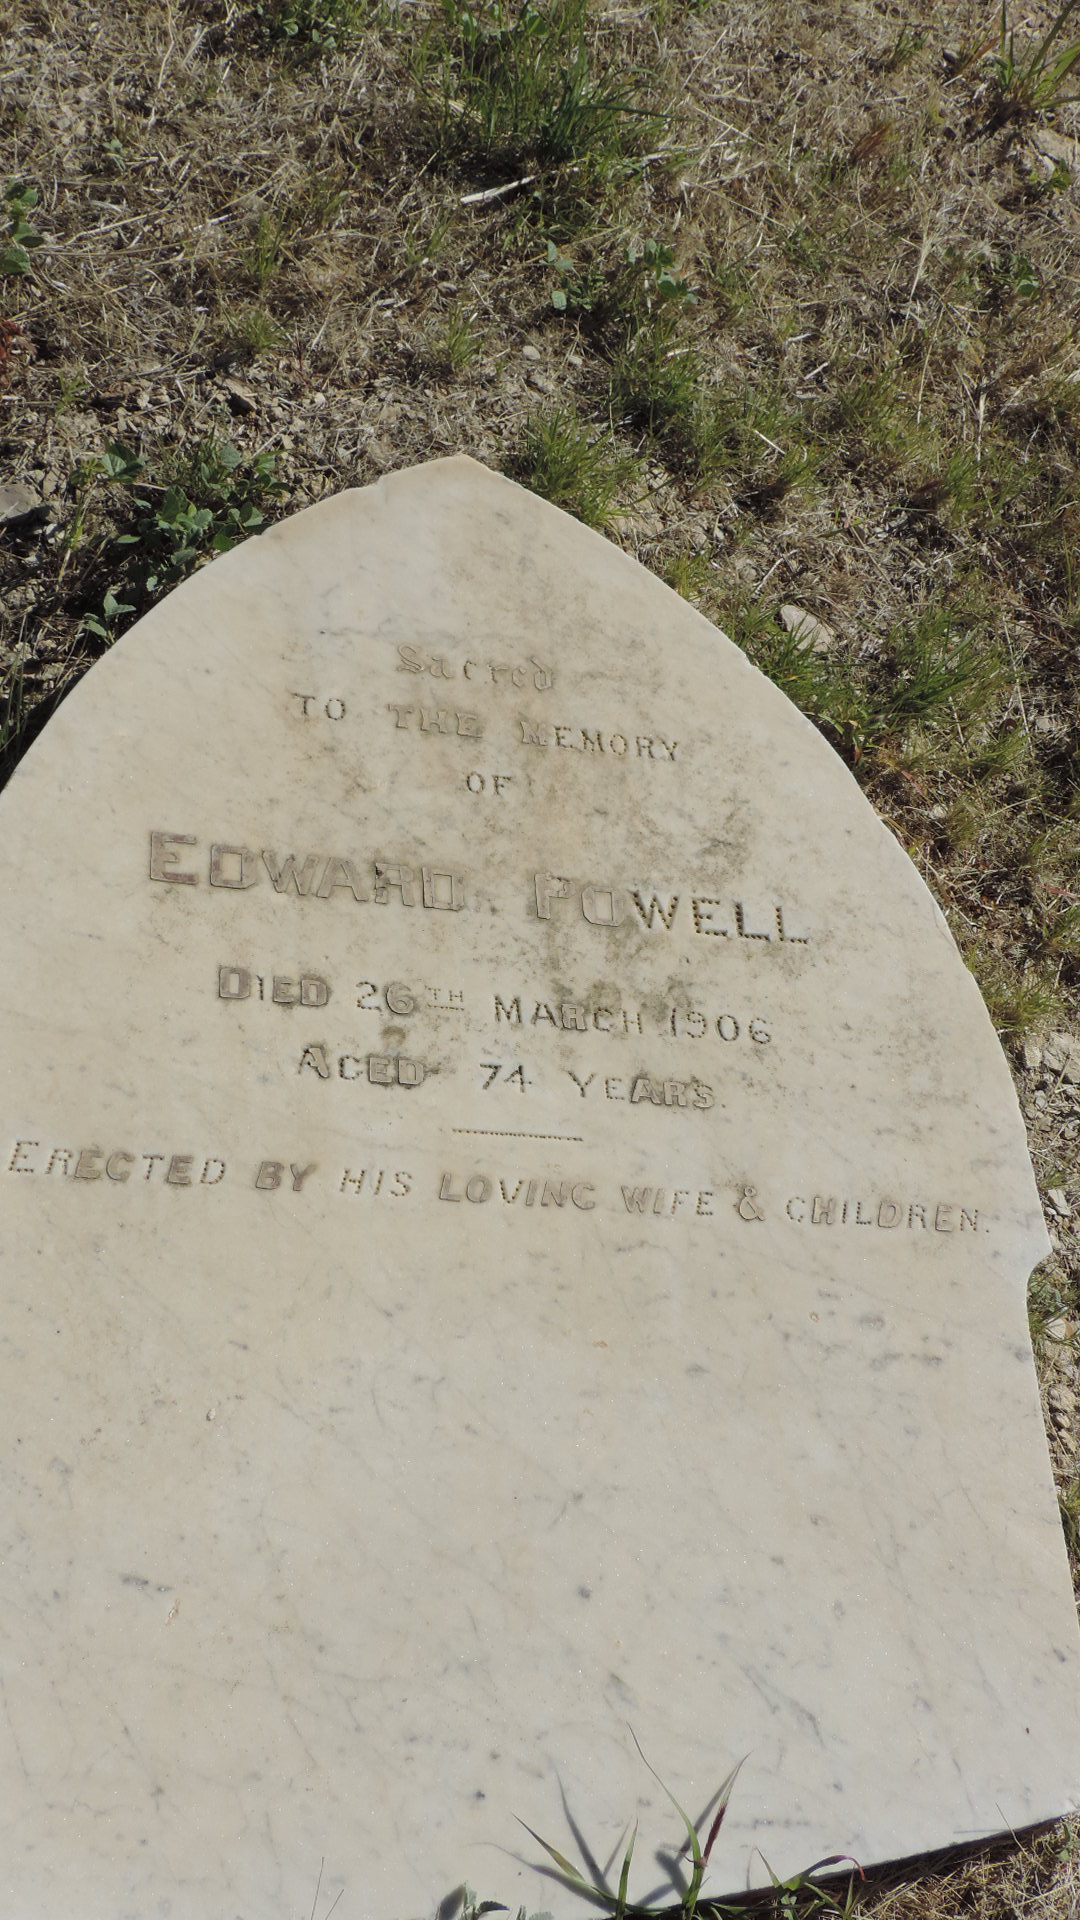 Sacred
TO THE MEMORY
OF
EDWARD POWELL
DIED 26TH MARCH 1906
AGED 74 YEARS.
ERECTED BY HIS LOVING WIFE & CHILDREN.